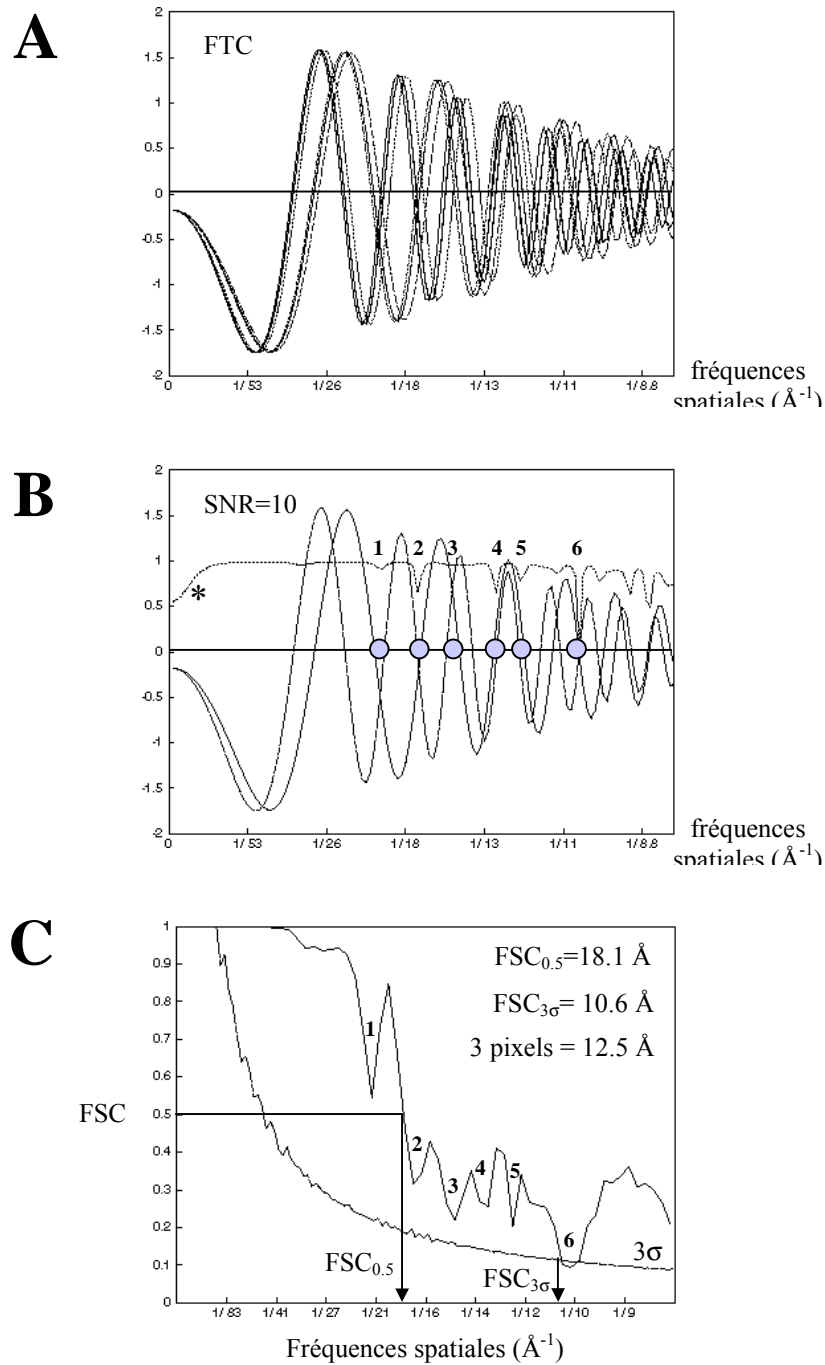 A
FTC
2
1.5
1
0.5
0
-0.5
-1
-1.5
-2
0 1/53 1/26 1/18 1/13 1/11 1/8.8
fréquences
spatiales (Å-1)
B
SNR=10
2
1.5
1
0.5
0
-0.5
-1
-1.5
-2
*
1 2 3 4 5 6
0 1/53 1/26 1/18 1/13 1/11 1/8.8
fréquences
spatiales (Å-1)
C
FSC0.5=18.1 Å
FSC3σ= 10.6 Å
3 pixels = 12.5 Å
FSC
1
0.9
0.8
0.7
0.6
0.5
0.4
0.3
0.2
0.1
0
1
2
3
4
5
6
3σ
FSC0.5
FSC3σ
1/83 1/41 1/27 1/21 1/16 1/14 1/12 1/10 1/9
Fréquences spatiales (Å-1)